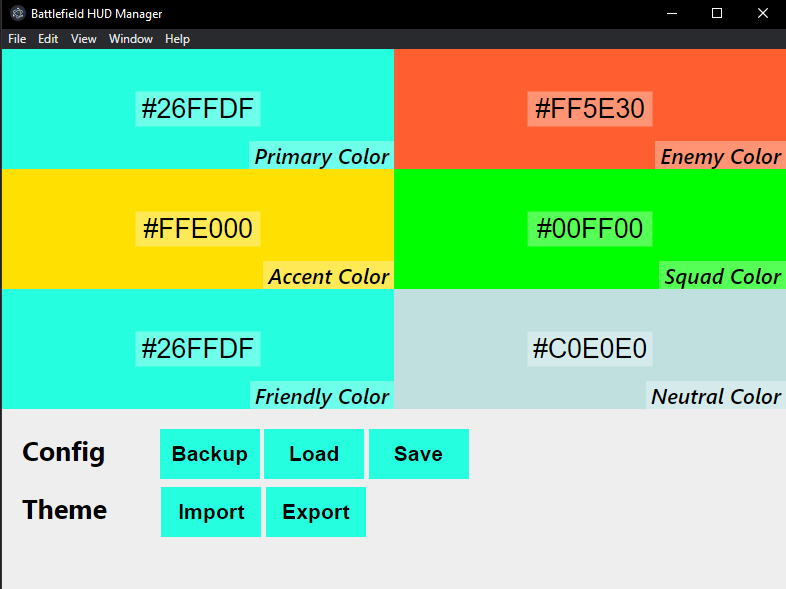 Battlefield HUD Manager
File Edit View Window Help
#26FFDF
Primary Color
#FF5E30
Enemy Color
#FFE000
Accent Color
#00FF00
Squad Color
#26FFDF
Friendly Color
#C0E0E0
Neutral Color
Config Backup Load Save
Theme Import Export